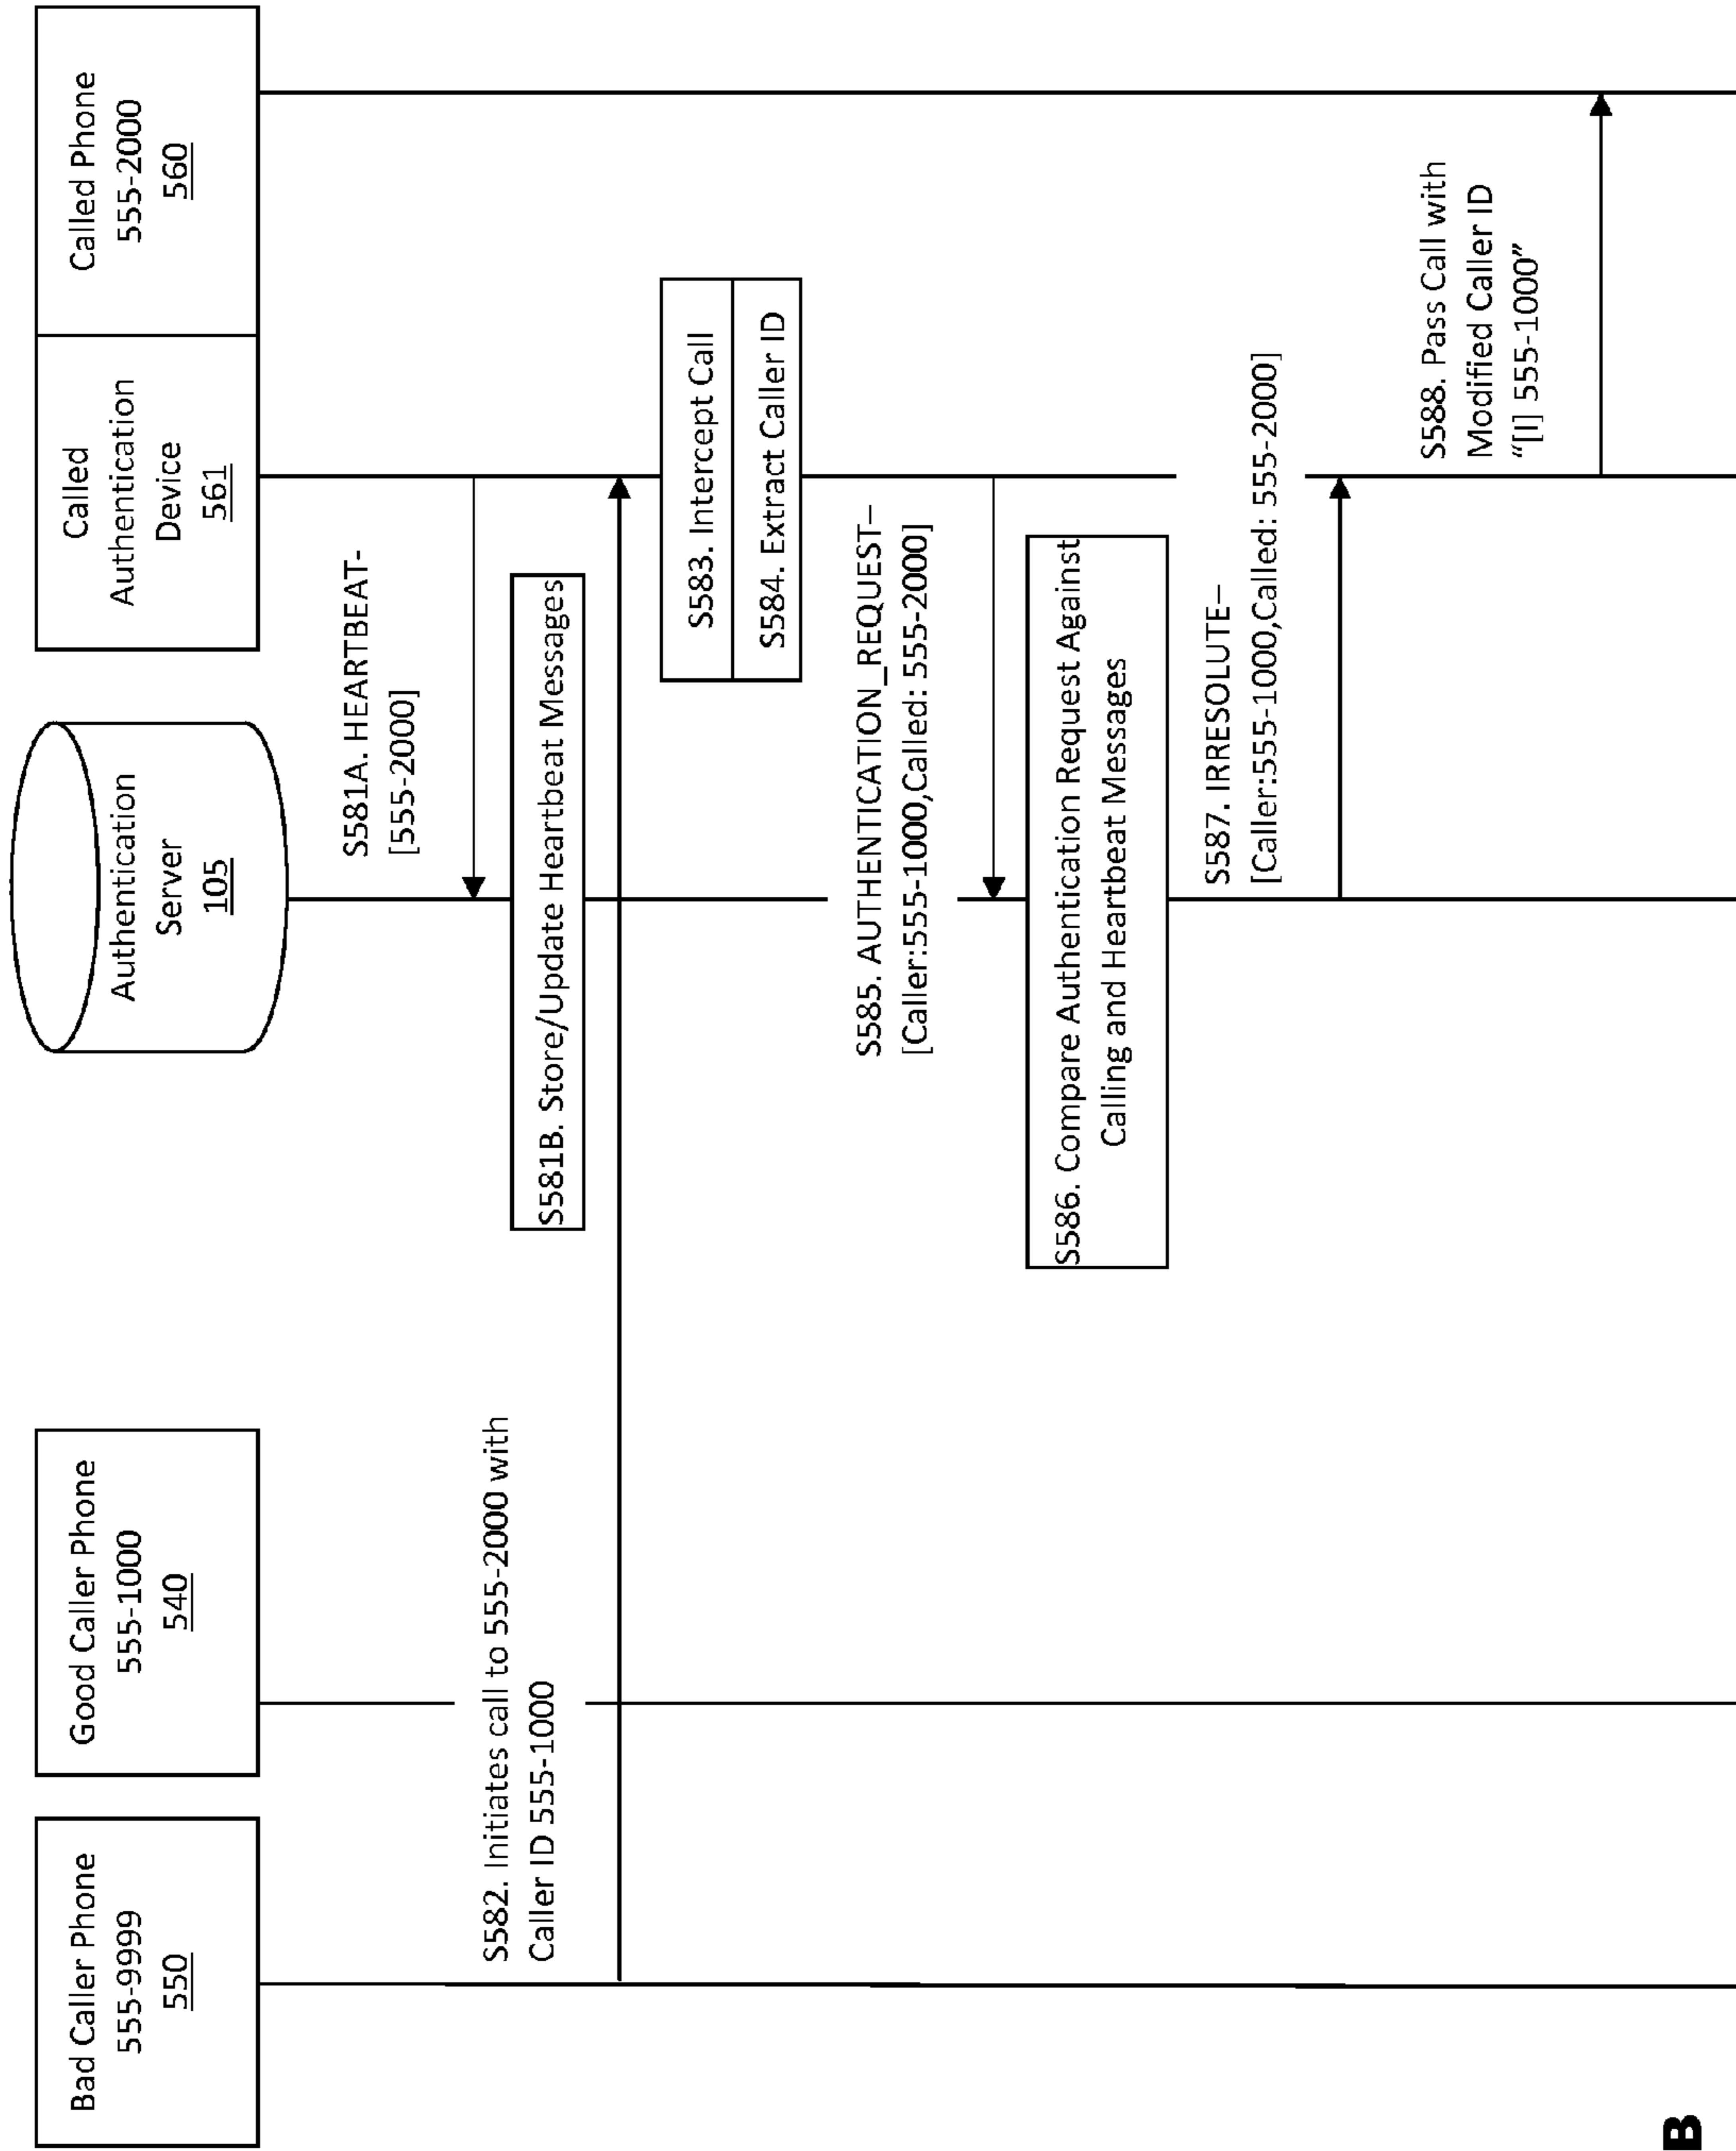 Bad Caller Phone
555-9999
550
Good Caller Phone
555-1000
540
Authentication
Server
105
Called
Authentication
Device
561
Called Phone
555-2000
560
S581A. HEARTBEAT-
[555-2000]
S581B. Store/Update Heartbeat Messages
S582. Initiates call to 555-2000 with
Caller ID 555-1000
S583. Intercept Call
S584. Extract Caller ID
S585. AUTHENTICATION_REQUEST–
[Caller:555-1000,Called: 555-2000]
S586. Compare Authentication Request Against
Calling and Heartbeat Messages
S587. IRRESOLUTE–
[Caller:555-1000,Called: 555-2000]
S588. Pass Call with
Modified Caller ID
“[I] 555-1000”
B